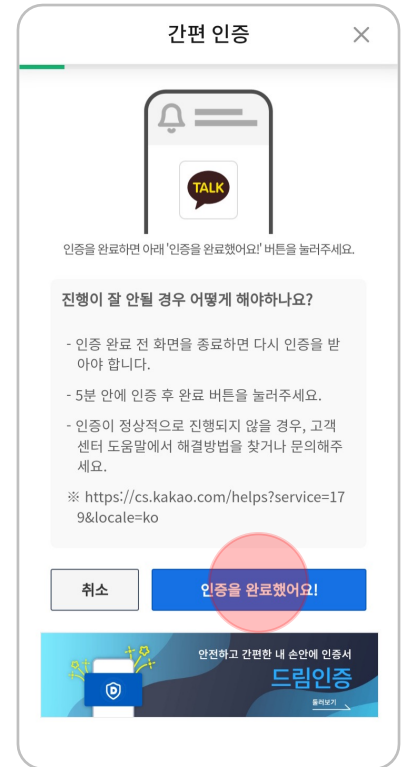 간편 인증
TALK
인증을 완료하면 아래 '인증을 완료했어요!' 버튼을 눌러주세요.
진행이 잘 안될 경우 어떻게 해야하나요?
- 인증 완료 전 화면을 종료하면 다시 인증을 받
아야 합니다.
- 5분 안에 인증 후 완료 버튼을 눌러주세요.
- 인증이 정상적으로 진행되지 않을 경우, 고객
센터 도움말에서 해결방법을 찾거나 문의해주
세요.
※ https://cs.kakao.com/helps?service=17
9&locale=ko
취소
인증을 완료했어요!
안전하고 간편한 내 손안에 인증서
드림인증
둘러보기
D